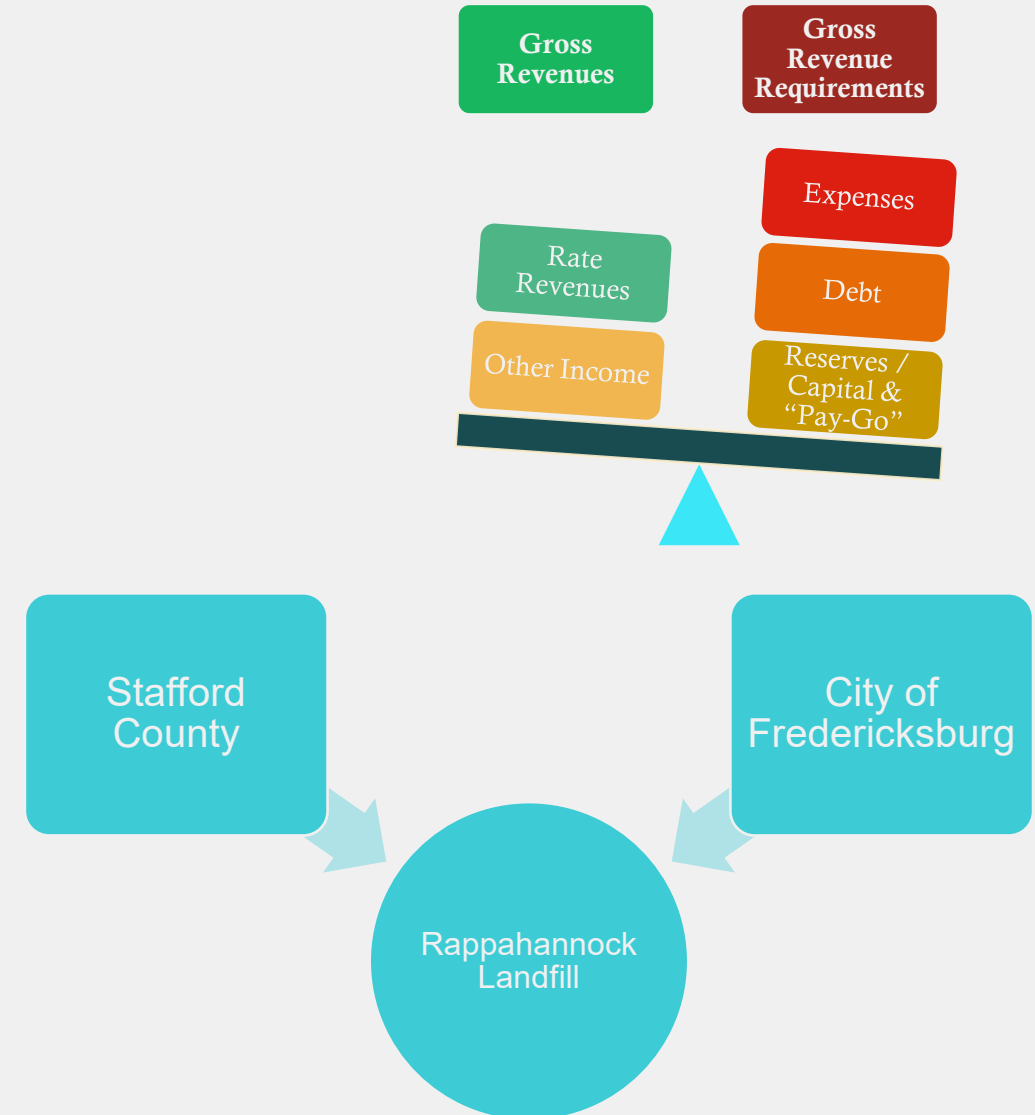 Gross
Revenues
Gross
Revenue
Requirements
Rate
Revenues
Other Income
Expenses
Debt
Reserves /
Capital &
“Pay-Go”
Stafford
County
City of
Fredericksburg
Rappahannock
Landfill